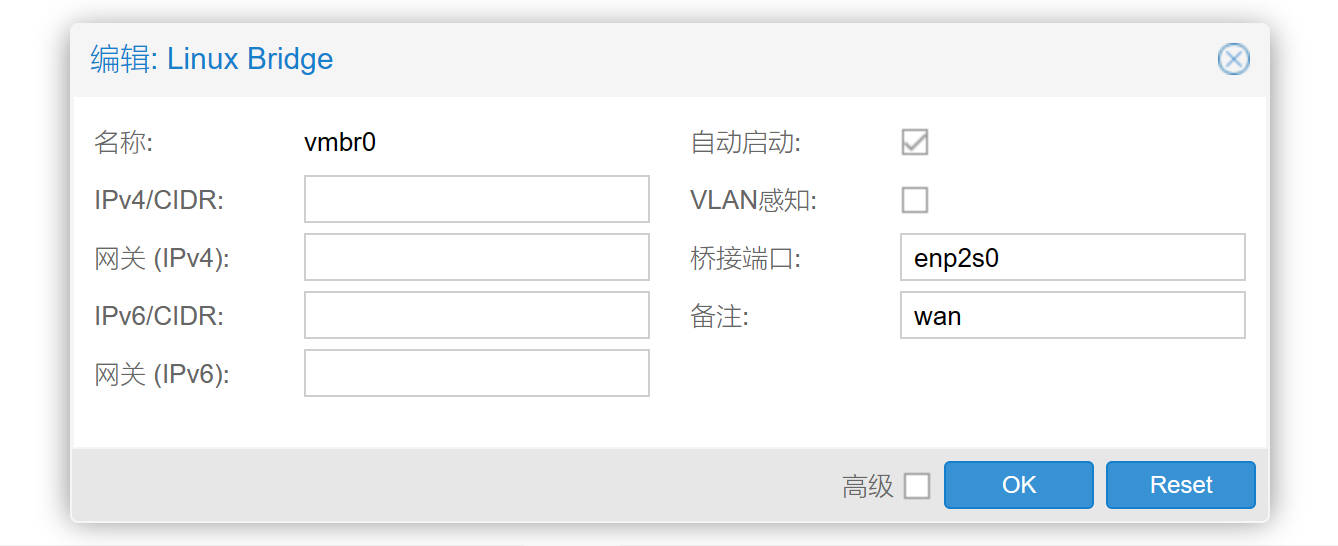 编辑: Linux Bridge
名称: vmbr0 自动启动:
IPv4/CIDR: VLAN感知:
网关 (IPv4): 桥接端口: enp2s0
IPv6/CIDR: 备注: wan
网关 (IPv6):
高级 OK Reset